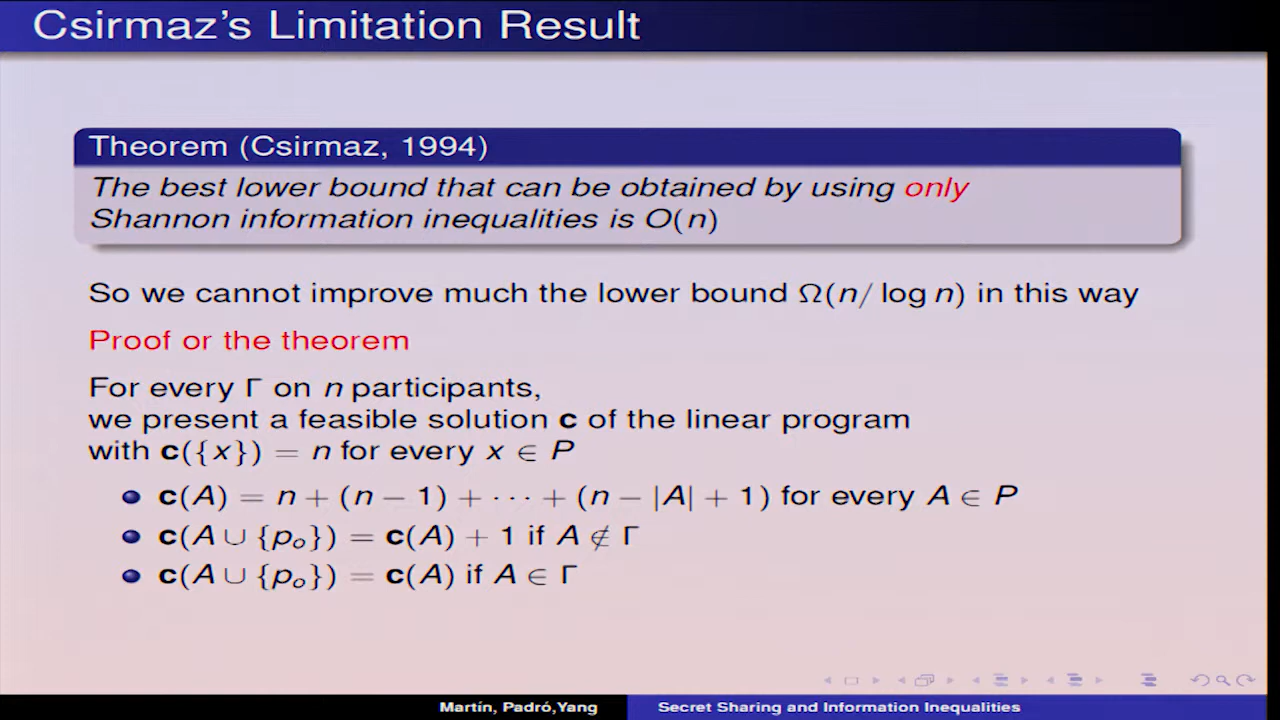 Csirmaz's Limitation Result
Theorem (Csirmaz, 1994)
The best lower bound that can be obtained by using only
Shannon information inequalities is O(n)
So we cannot improve much the lower bound Ω(n/ log n) in this way
Proof or the theorem
For every Γ on n participants,
we present a feasible solution c of the linear program
with c({x}) = n for every x ∈ P
c(A) = n + (n − 1) + ··· + (n − |A| + 1) for every A ∈ P
c(A ∪ {pₒ}) = c(A) + 1 if A ∉ Γ
c(A ∪ {pₒ}) = c(A) if A ∈ Γ
Martín, Padró,Yang Secret Sharing and Information Inequalities